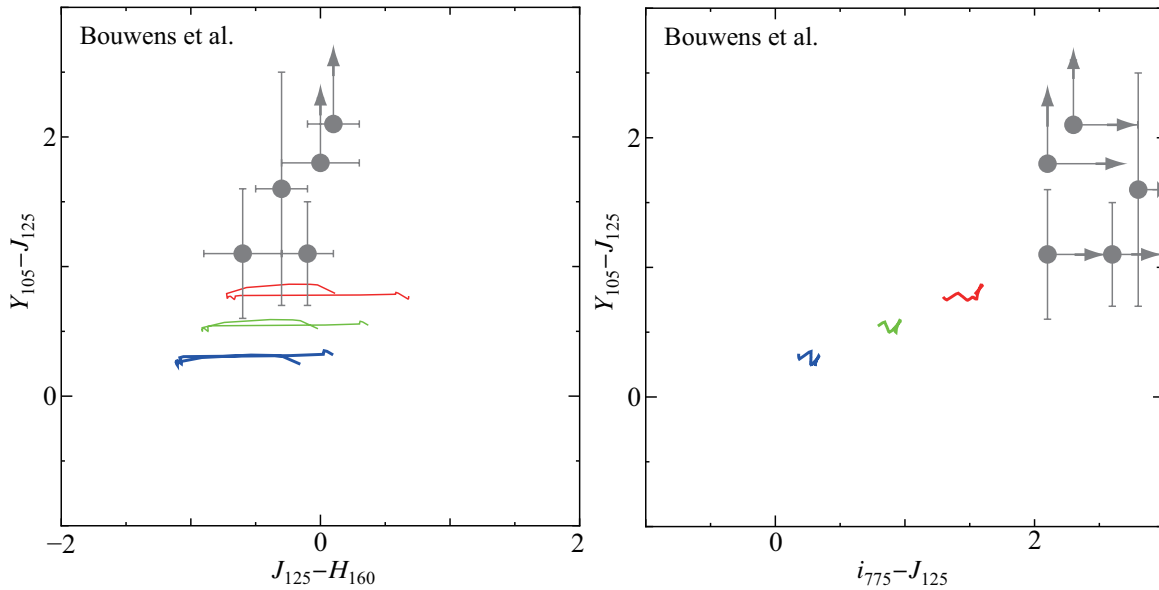 Bouwens et al.
2
0
Y₁₀₅−J₁₂₅
−2
0
2
J₁₂₅−H₁₆₀
Bouwens et al.
2
0
Y₁₀₅−J₁₂₅
0
2
i₇₇₅−J₁₂₅